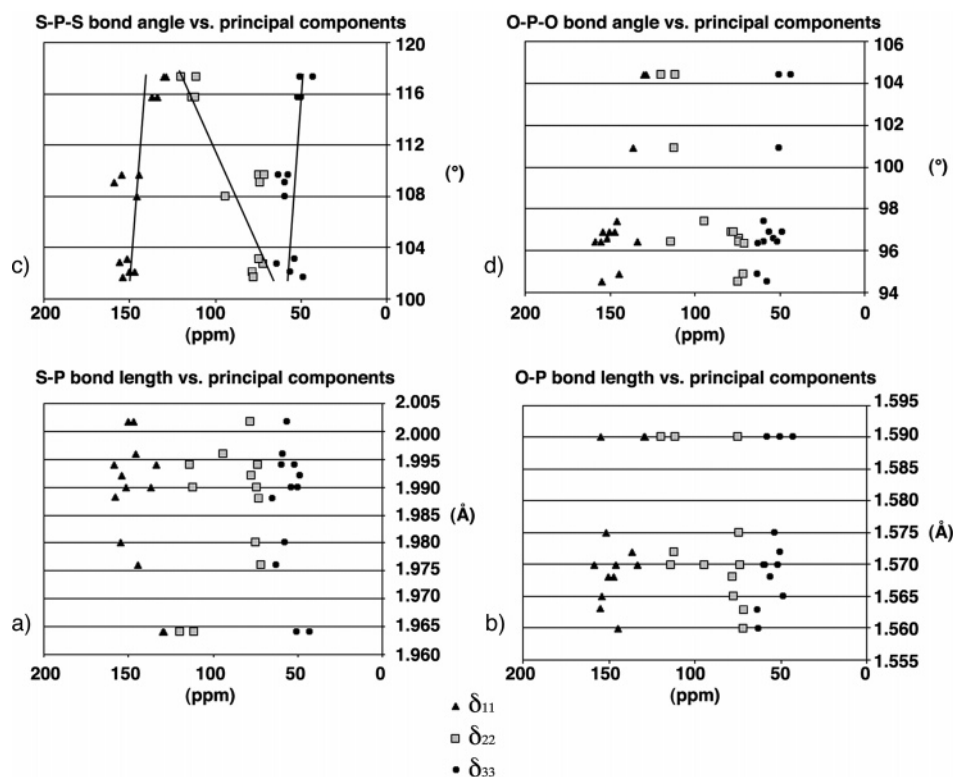 S-P-S bond angle vs. principal components
120
116
112
(°)
108
104
100
c)
200 150 100 50 0
(ppm)
O-P-O bond angle vs. principal components
106
104
102
100
(°)
98
96
94
d)
200 150 100 50 0
(ppm)
S-P bond length vs. principal components
2.005
2.000
1.995
1.990
(Å)
1.985
1.980
1.975
1.970
1.965
1.960
a)
200 150 100 50 0
(ppm)
O-P bond length vs. principal components
1.595
1.590
1.585
1.580
1.575 (Å)
1.570
1.565
1.560
1.555
b)
200 150 100 50 0
(ppm)
δ11
δ22
δ33